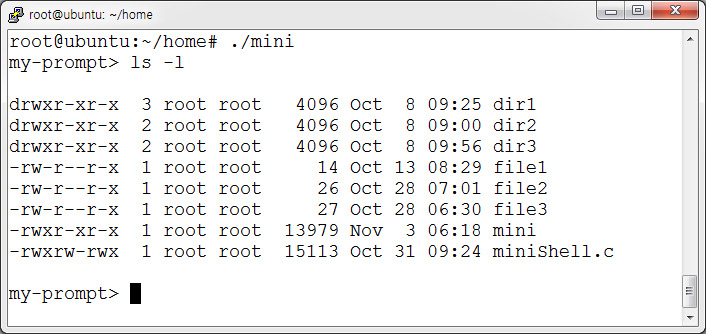 root@ubuntu: ~/home
root@ubuntu:~/home# ./mini
my-prompt> ls -l
drwxr-xr-x  3 root root   4096 Oct  8 09:25 dir1
drwxr-xr-x  2 root root   4096 Oct  8 09:00 dir2
drwxr-xr-x  2 root root   4096 Oct  8 09:56 dir3
-rw-r--r-x  1 root root     14 Oct 13 08:29 file1
-rw-r--r-x  1 root root     26 Oct 28 07:01 file2
-rw-r--r-x  1 root root     27 Oct 28 06:30 file3
-rwxr-xr-x  1 root root  13979 Nov  3 06:18 mini
-rwxrw-rwx  1 root root  15113 Oct 31 09:24 miniShell.c
my-prompt>